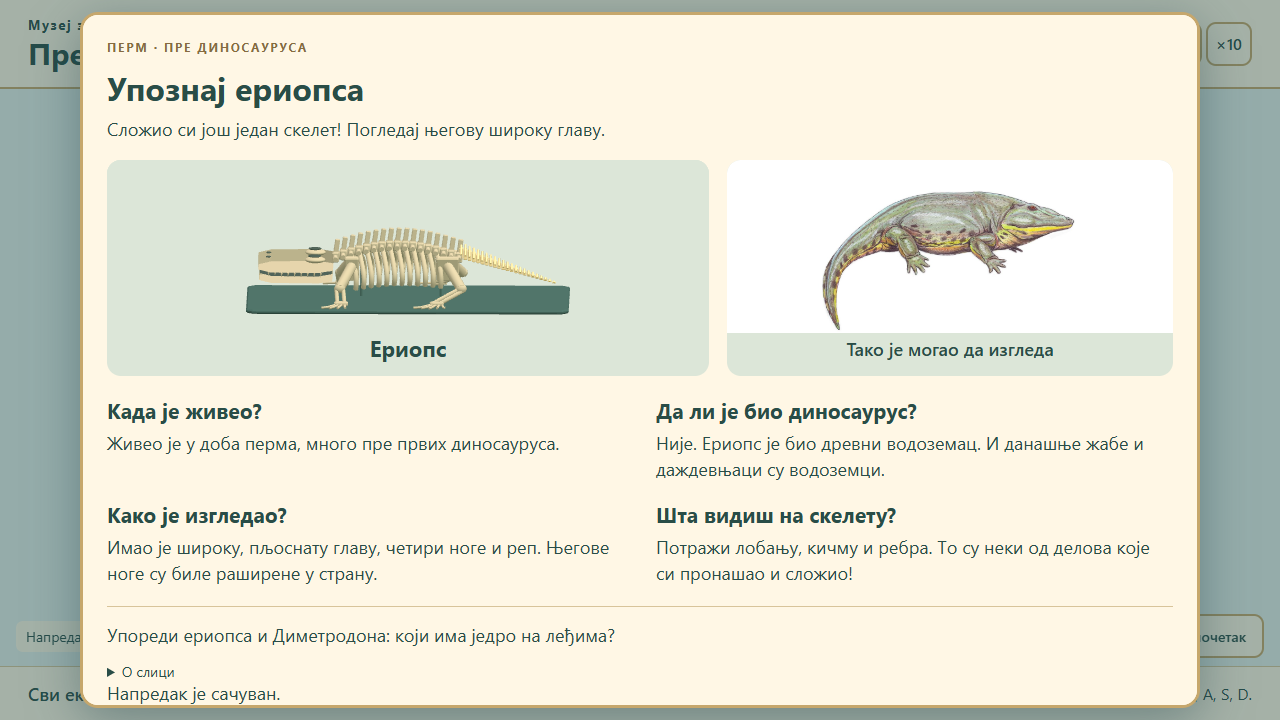 Музеј
Пре
×10
ПЕРМ · ПРЕ ДИНОСАУРУСА
Упознај ериопса
Сложио си још један скелет! Погледај његову широку главу.
Ериопс
Тако је могао да изгледа
Када је живео?
Живео је у доба перма, много пре првих диносауруса.
Да ли је био диносаурус?
Није. Ериопс је био древни водоземац. И данашње жабе и
даждевњаци су водоземци.
Како је изгледао?
Имао је широку, пљоснату главу, четири ноге и реп. Његове
ноге су биле раширене у страну.
Шта видиш на скелету?
Потражи лобању, кичму и ребра. То су неки од делова које
си пронашао и сложио!
Упореди ериопса и Диметродона: који има једро на леђима?
О слици
Напредак је сачуван.
Напреда
очетак
Сви ек
A, S, D.